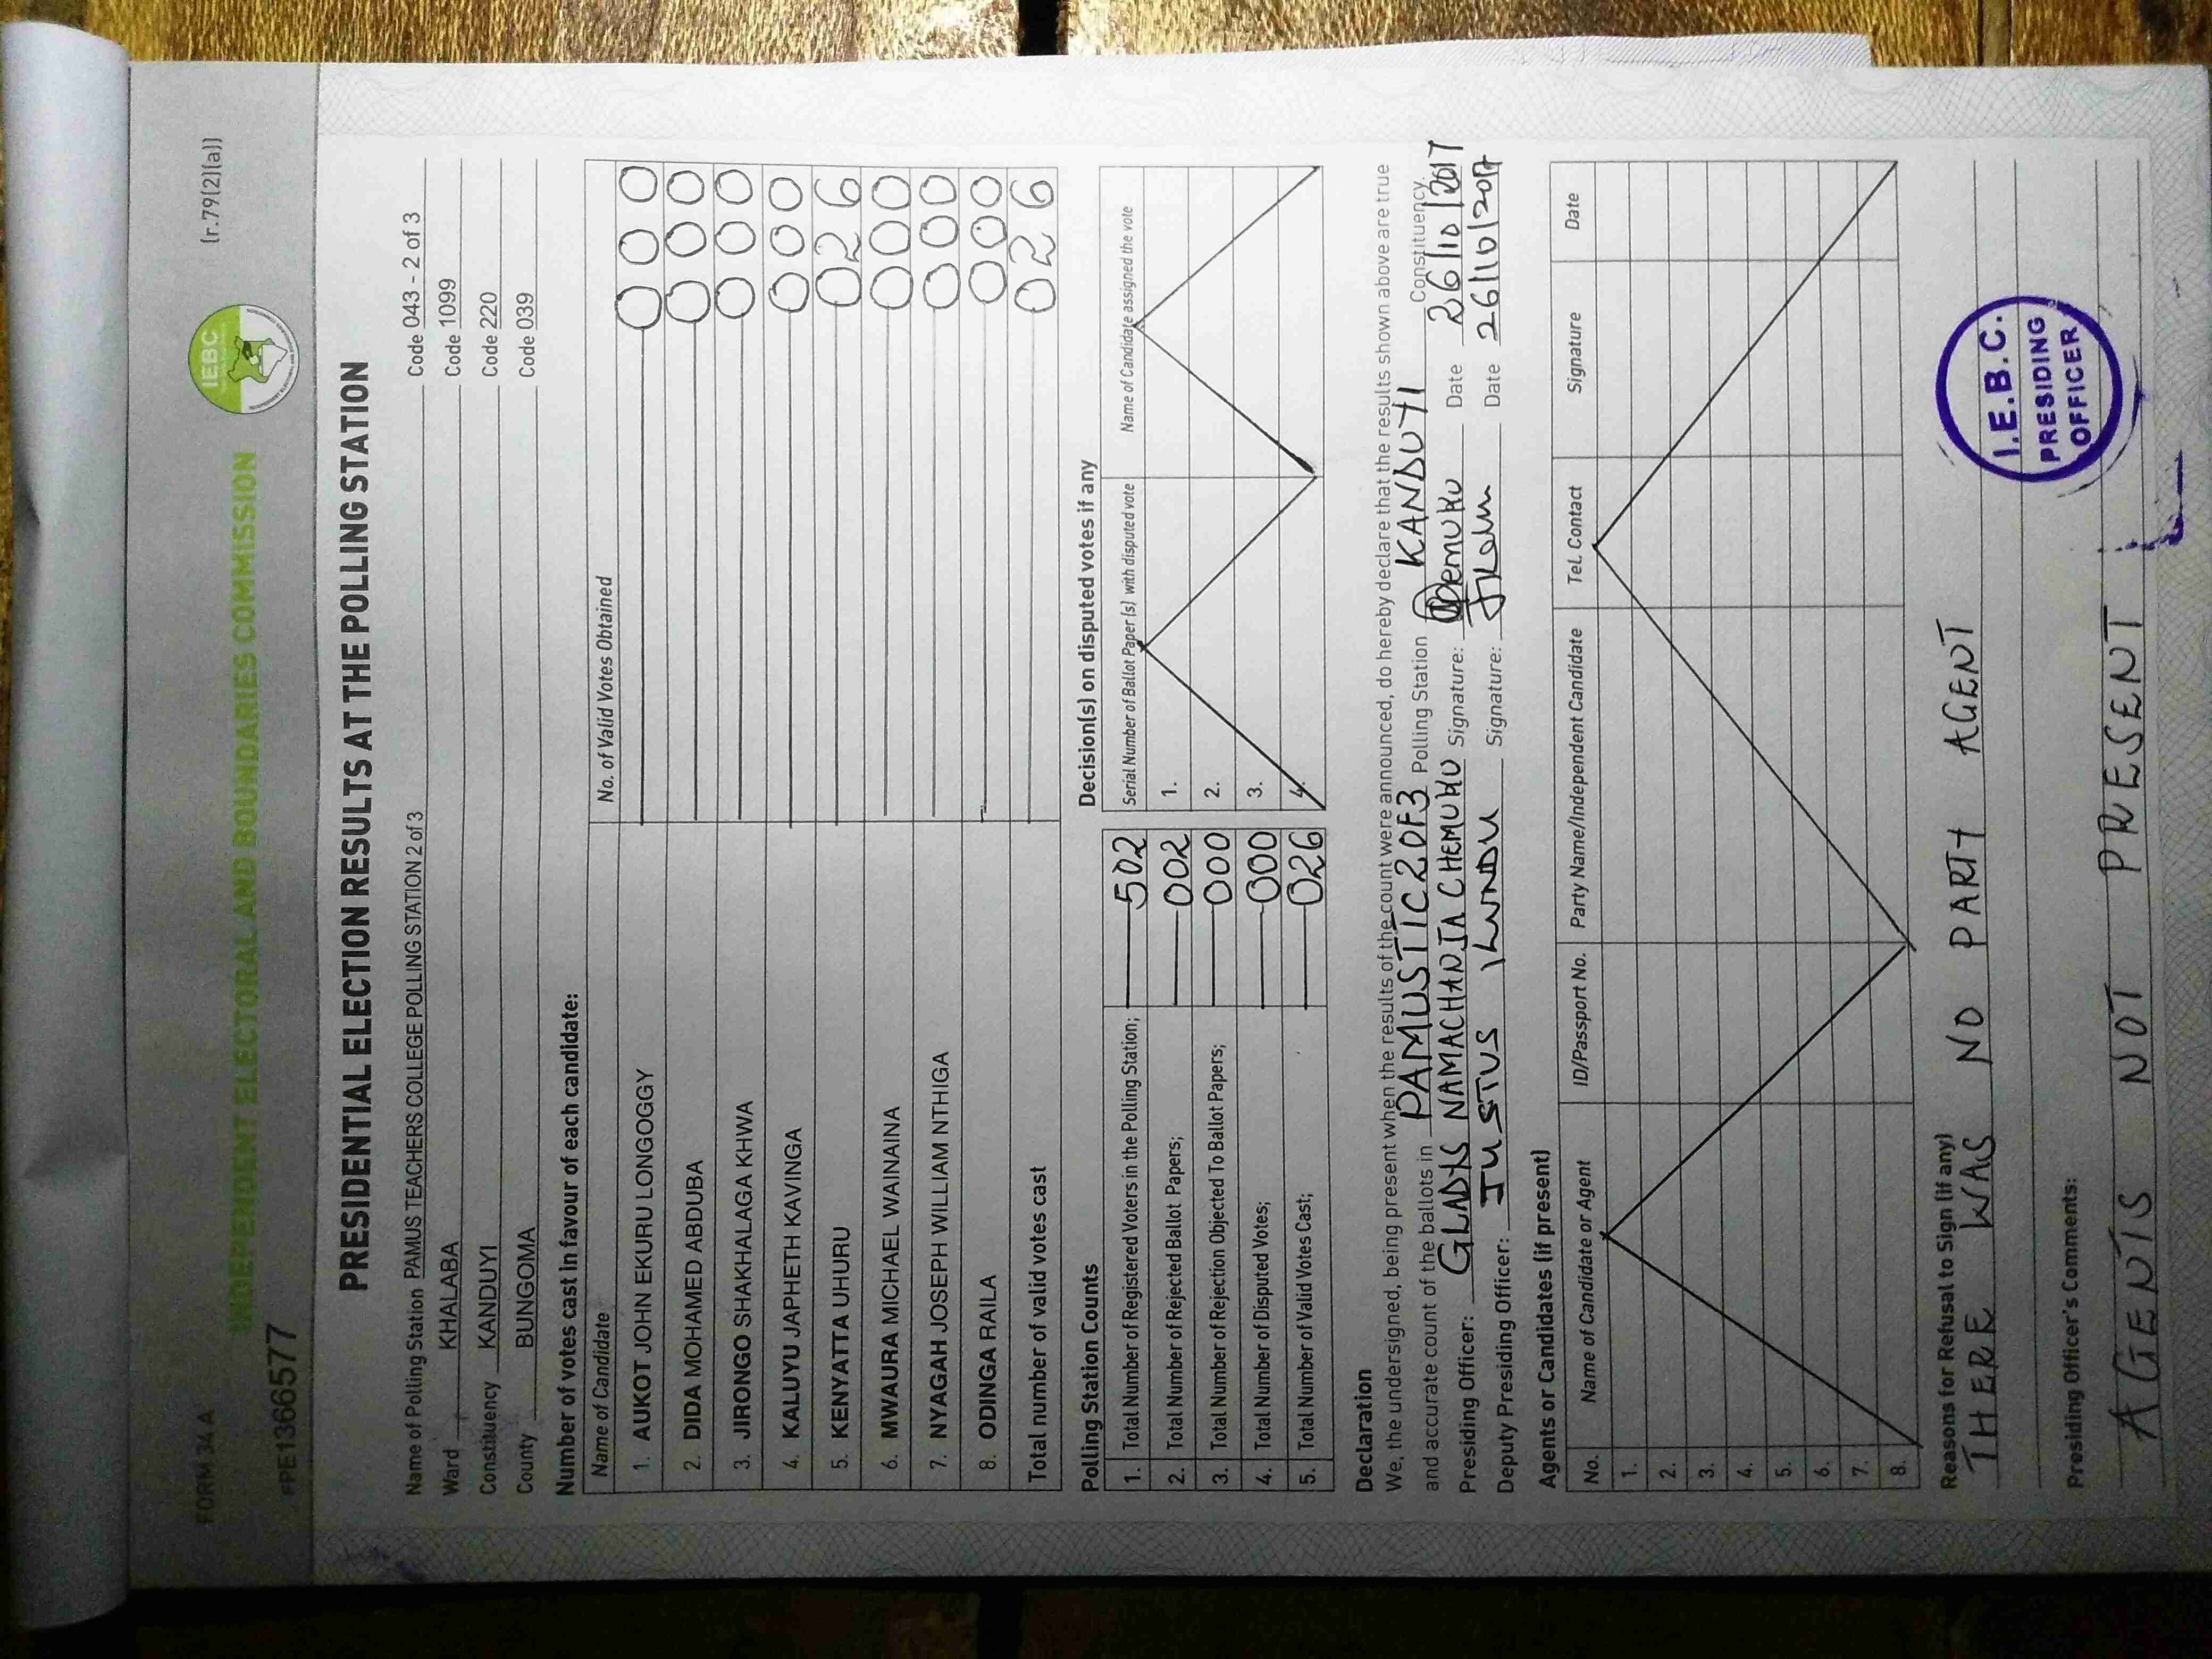 FORM 34 A
(r.79(2)(a))
INDEPENDENT ELECTORAL AND BOUNDARIES COMMISSION
IEBC
PE1366577
PRESIDENTIAL ELECTION RESULTS AT THE POLLING STATION
Name of Polling Station PAMUS TEACHERS COLLEGE POLLING STATION 2 of 3 Code 043 - 2 of 3
Ward KHALABA Code 1099
Constituency KANDUYI Code 220
County BUNGOMA Code 039
Number of votes cast in favour of each candidate:
Name of Candidate No. of Valid Votes Obtained
1. AUKOT JOHN EKURU LONGOGGY 000
2. DIDA MOHAMED ABDUBA 000
3. JIRONGO SHAKHALAGA KHWA 000
4. KALUYU JAPHETH KAVINGA 000
5. KENYATTA UHURU 026
6. MWAURA MICHAEL WAINAINA 000
7. NYAGAH JOSEPH WILLIAM NTHIGA 000
8. ODINGA RAILA 000
Total number of valid votes cast 026
Polling Station Counts
1. Total Number of Registered Voters in the Polling Station; 502
2. Total Number of Rejected Ballot Papers; 002
3. Total Number of Rejection Objected To Ballot Papers; 000
4. Total Number of Disputed Votes; 000
5. Total Number of Valid Votes Cast; 026
Decision(s) on disputed votes if any
Serial Number of Ballot Paper (s) with disputed vote Name of Candidate assigned the vote
1.
2.
3.
4.
Declaration
We, the undersigned, being present when the results of the count were announced, do hereby declare that the results shown above are true
and accurate count of the ballots in PAMUSTTC 2 OF 3 Polling Station KANDUYI Constituency.
Presiding Officer: GLADYS NAMACHANJA CHEMUKU Signature: Date 26/10/2017
Deputy Presiding Officer: JUSTUS Signature: Date 26/10/2017
Agents or Candidates (if present)
No. Name of Candidate or Agent ID/Passport No. Party Name/Independent Candidate Tel. Contact Signature Date
1.
2.
3.
4.
5.
6.
7.
8.
Reasons for Refusal to Sign (if any)
THERE WAS NO PARTY AGENT
I.E.B.C.
PRESIDING
OFFICER
Presiding Officer's Comments:
AGENTS NOT PRESENT